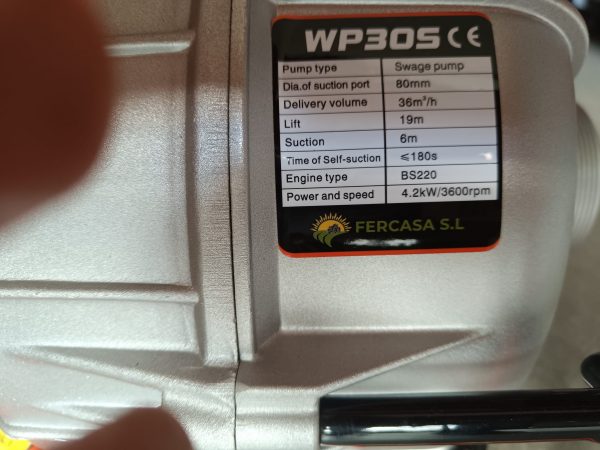 WP30S CE
Pump type Swage pump
Dia.of suction port 80mm
Delivery volume 36m³/h
Lift 19m
Suction 6m
Time of Self-suction ≤180s
Engine type BS220
Power and speed 4.2kW/3600rpm
FERCASA S.L